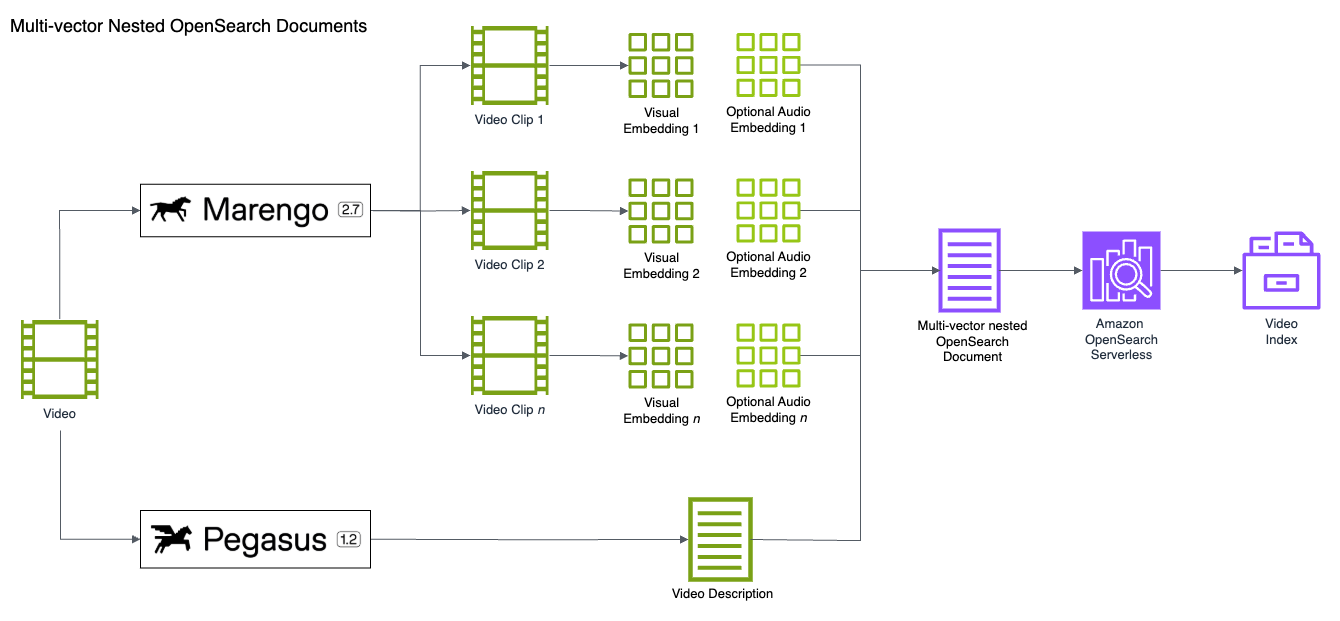 Multi-vector Nested OpenSearch Documents
Video Clip 1
Visual
Embedding 1
Optional Audio
Embedding 1
Marengo 2.7
Video Clip 2
Visual
Embedding 2
Optional Audio
Embedding 2
Video Clip n
Visual
Embedding n
Optional Audio
Embedding n
Multi-vector nested
OpenSearch
Document
Amazon
OpenSearch
Serverless
Video
Index
Video
Pegasus 1.2
Video Description